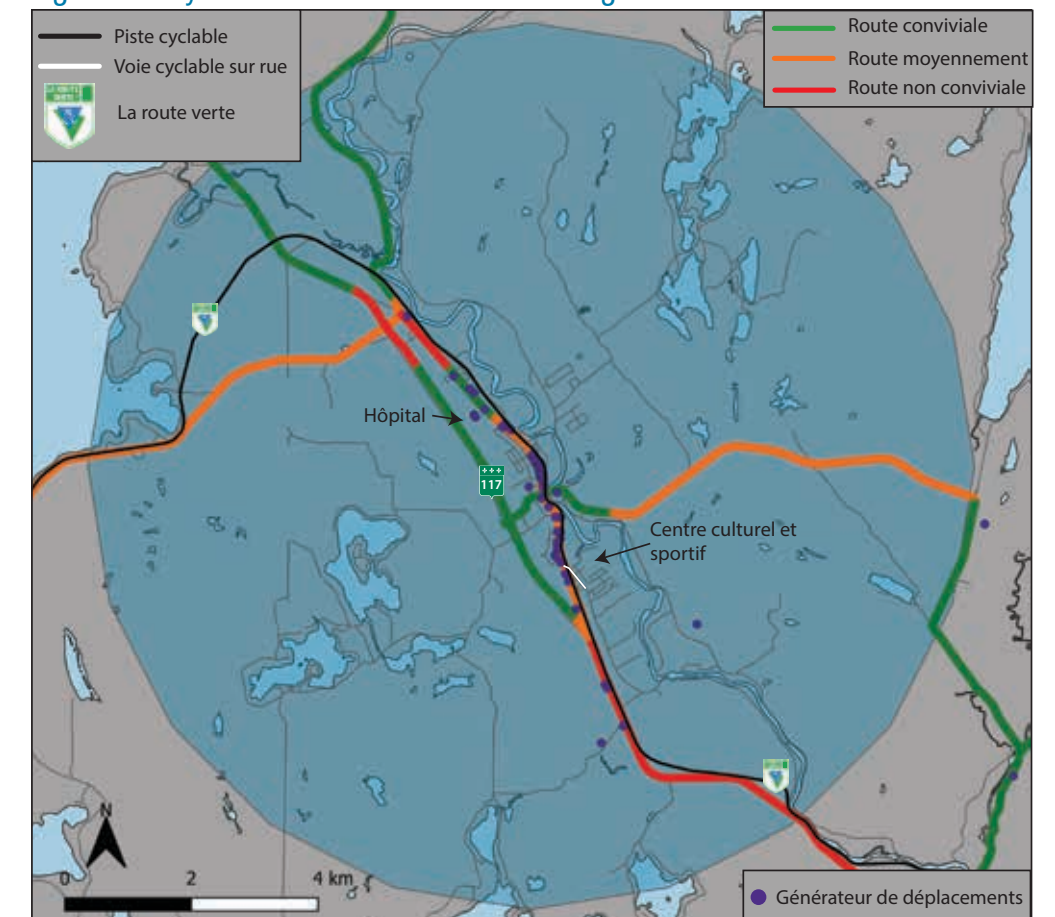 Piste cyclable
Voie cyclable sur rue
La route verte
Route conviviale
Route moyennement
Route non conviviale
Hôpital
117
Centre culturel et
sportif
N
0 2 4 km
Générateur de déplacements